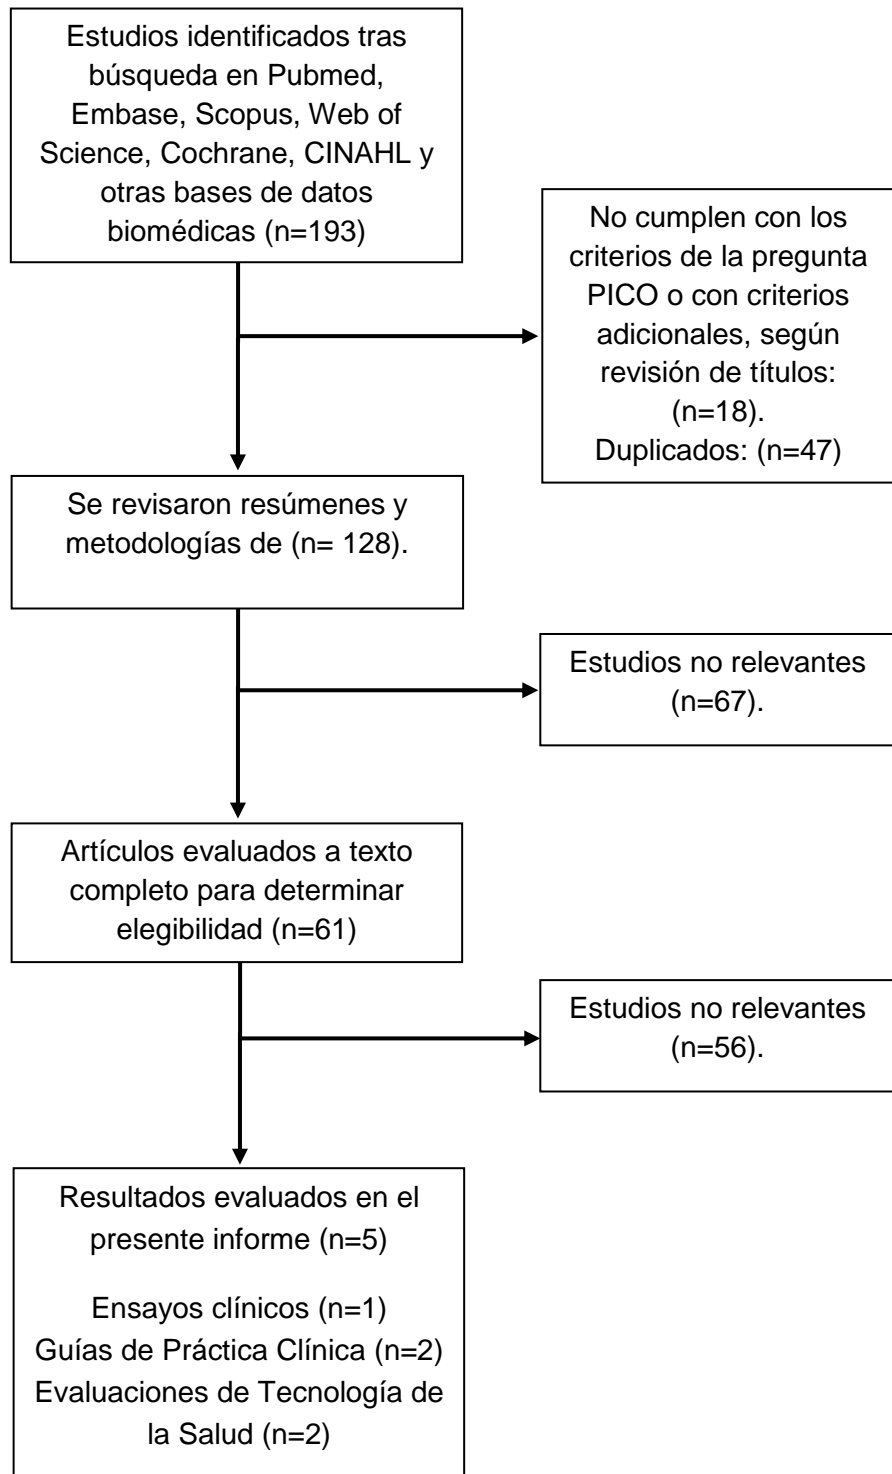 Estudios identificados tras
búsqueda en Pubmed,
Embase, Scopus, Web of
Science, Cochrane, CINAHL y
otras bases de datos
biomédicas (n=193)
No cumplen con los
criterios de la pregunta
PICO o con criterios
adicionales, según
revisión de títulos:
(n=18).
Duplicados: (n=47)
Se revisaron resúmenes y
metodologías de (n= 128).
Estudios no relevantes
(n=67).
Artículos evaluados a texto
completo para determinar
elegibilidad (n=61)
Estudios no relevantes
(n=56).
Resultados evaluados en el
presente informe (n=5)
Ensayos clínicos (n=1)
Guías de Práctica Clínica (n=2)
Evaluaciones de Tecnología de
la Salud (n=2)